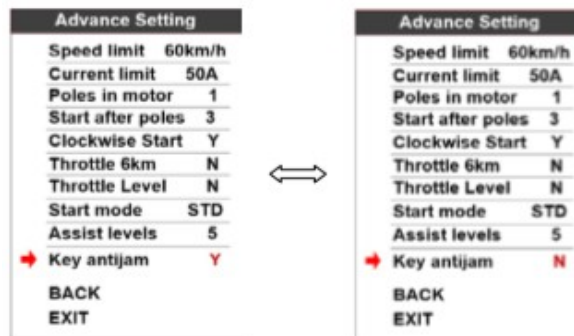 Advance Setting
Speed limit 60km/h
Current limit 50A
Poles in motor 1
Start after poles 3
Clockwise Start Y
Throttle 6km N
Throttle Level N
Start mode STD
Assist levels 5
Key antijam Y
BACK
EXIT
Advance Setting
Speed limit 60km/h
Current limit 50A
Poles in motor 1
Start after poles 3
Clockwise Start Y
Throttle 6km N
Throttle Level N
Start mode STD
Assist levels 5
Key antijam N
BACK
EXIT